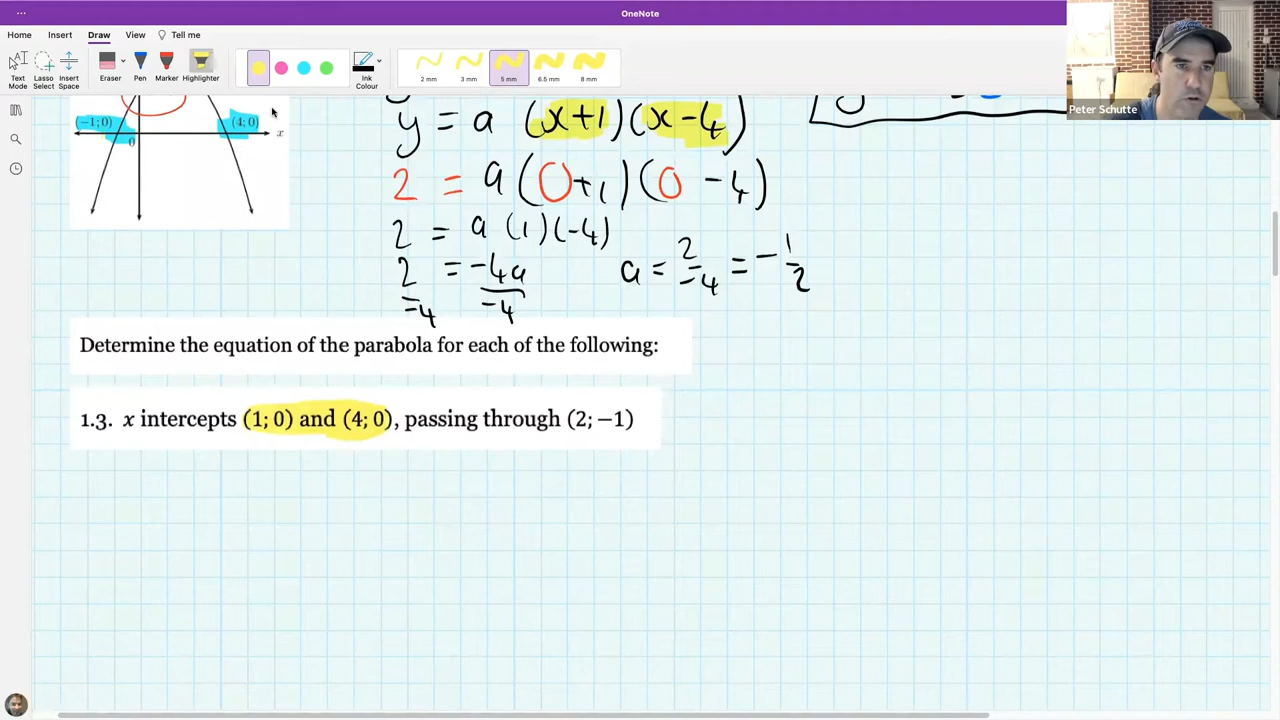 OneNote
Home Insert Draw View Tell me
Text Mode Lasso Select Insert Space Eraser Pen Marker Highlighter Colour 2 mm 3 mm 5 mm 6.5 mm 8 mm
Peter Schutte
(−1; 0) (4; 0) x
0
y = a (x+1)(x-4)
2 = a(0+1)(0 -4)
2 = a (1)(-4)
2/-4 = -4a/-4 a = 2/-4 = -1/2
Determine the equation of the parabola for each of the following:
1.3. x intercepts (1; 0) and (4; 0), passing through (2; −1)